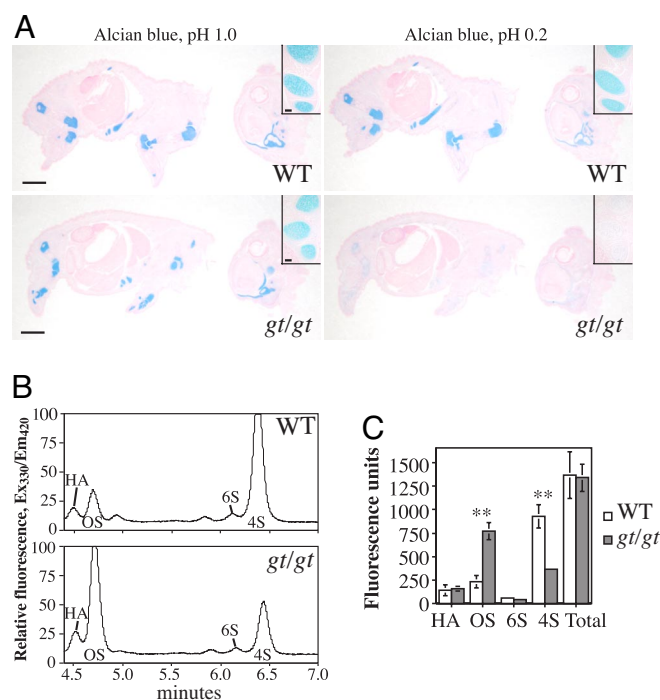 A
Alcian blue, pH 1.0
Alcian blue, pH 0.2
WT
WT
gt/gt
gt/gt
B
Relative fluorescence, Ex330/Em420
100
75
50
25
0
HA
OS
6S
4S
WT
100
75
50
25
0
HA
OS
6S
4S
gt/gt
4.5 5.0 5.5 6.0 6.5 7.0
minutes
C
Fluorescence units
1500
1250
1000
750
500
250
0
**
**
HA OS 6S 4S Total
WT
gt/gt